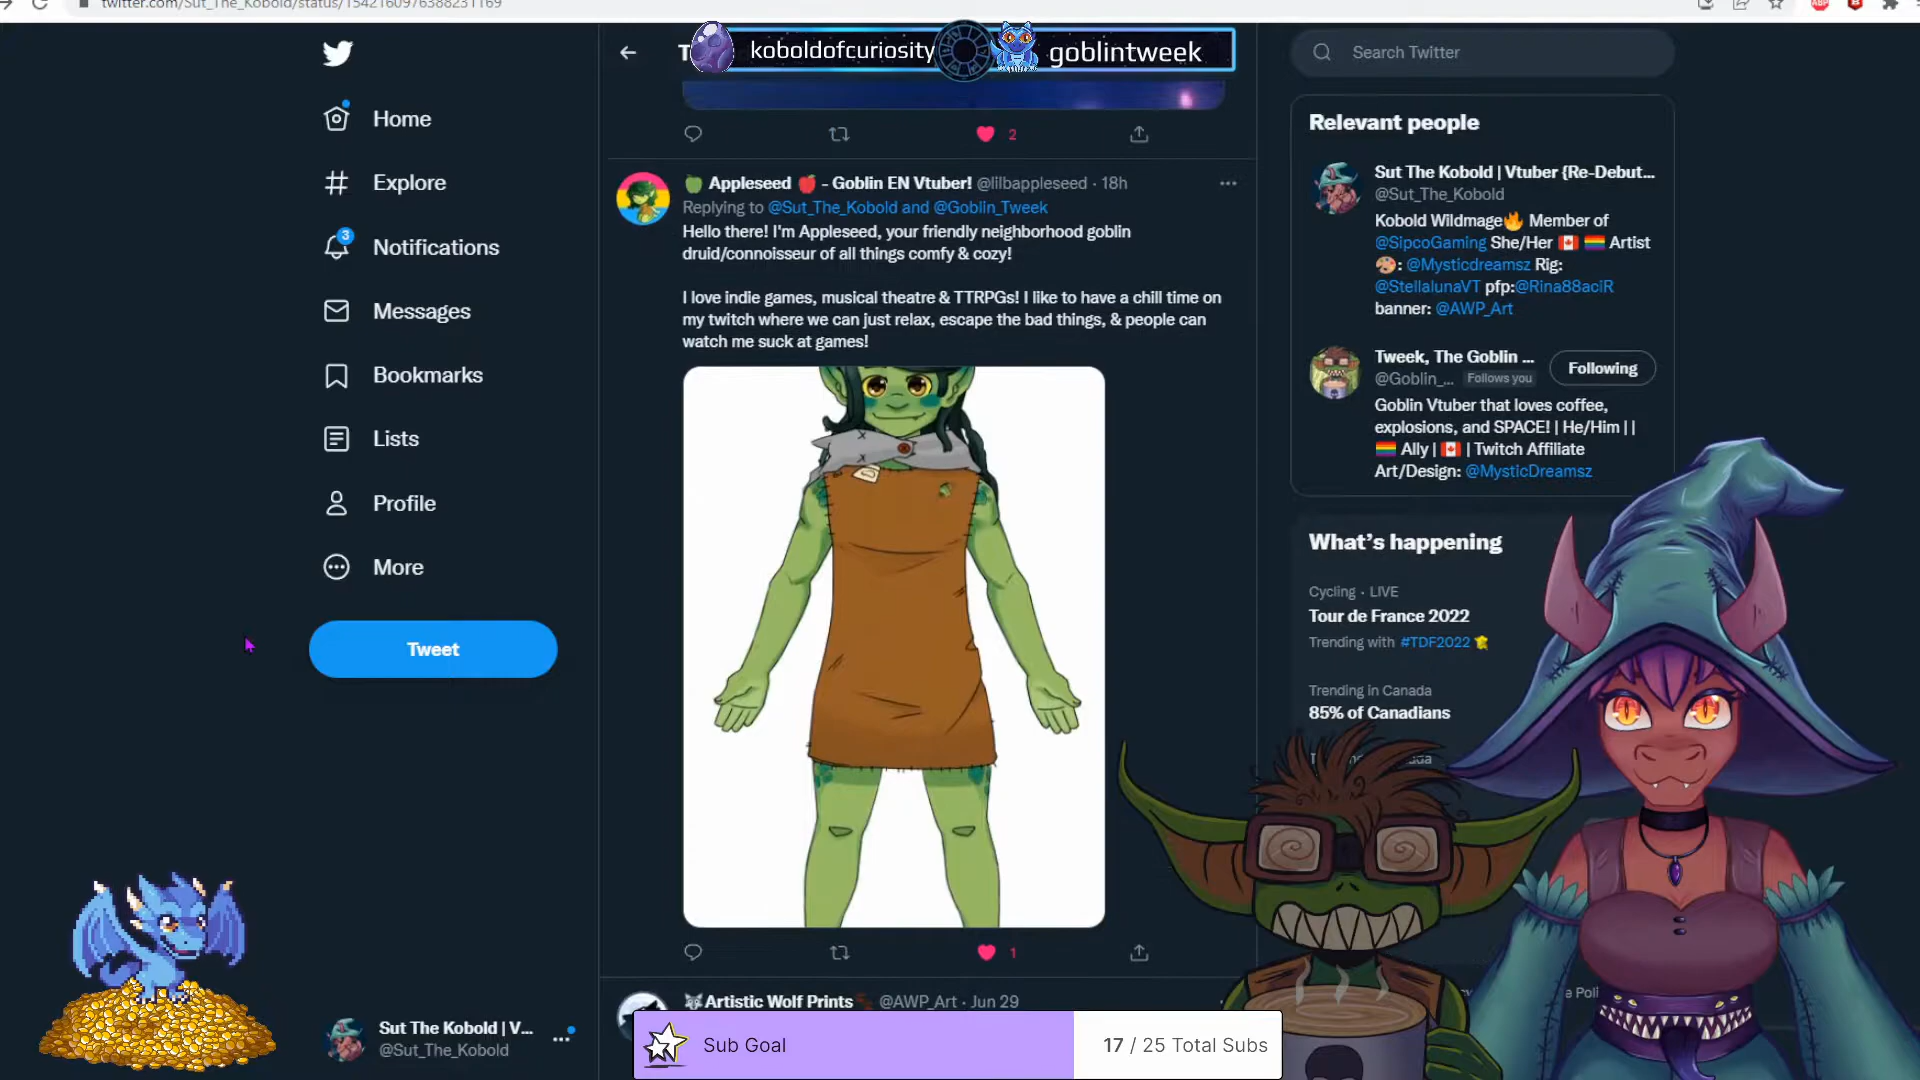 twitter.com/Sut_The_Kobold/status/1542160976388231169
koboldofcuriosity
goblintweek
Search Twitter
Home
Explore
3
Notifications
Messages
Bookmarks
Lists
Profile
More
Tweet
Sut The Kobold | V...
@Sut_The_Kobold
2
🍏 Appleseed 🍎 - Goblin EN Vtuber! @lilbappleseed · 18h
Replying to @Sut_The_Kobold and @Goblin_Tweek
Hello there! I'm Appleseed, your friendly neighborhood goblin
druid/connoisseur of all things comfy & cozy!
I love indie games, musical theatre & TTRPGs! I like to have a chill time on
my twitch where we can just relax, escape the bad things, & people can
watch me suck at games!
1
Artistic Wolf Prints @AWP_Art · Jun 29
Sub Goal
17 / 25 Total Subs
Relevant people
Sut The Kobold | Vtuber {Re-Debut...
@Sut_The_Kobold
Kobold Wildmage🔥 Member of
@SipcoGaming She/Her 🇨🇦 🏳️‍🌈 Artist
🎨: @Mysticdreamsz Rig:
@StellalunaVT pfp:@Rina88aciR
banner: @AWP_Art
Tweek, The Goblin ...
@Goblin_... Follows you
Following
Goblin Vtuber that loves coffee,
explosions, and SPACE! | He/Him | |
🏳️‍🌈 Ally | 🇨🇦 | Twitch Affiliate
Art/Design: @MysticDreamsz
What's happening
Cycling · LIVE
Tour de France 2022
Trending with #TDF2022
Trending in Canada
85% of Canadians